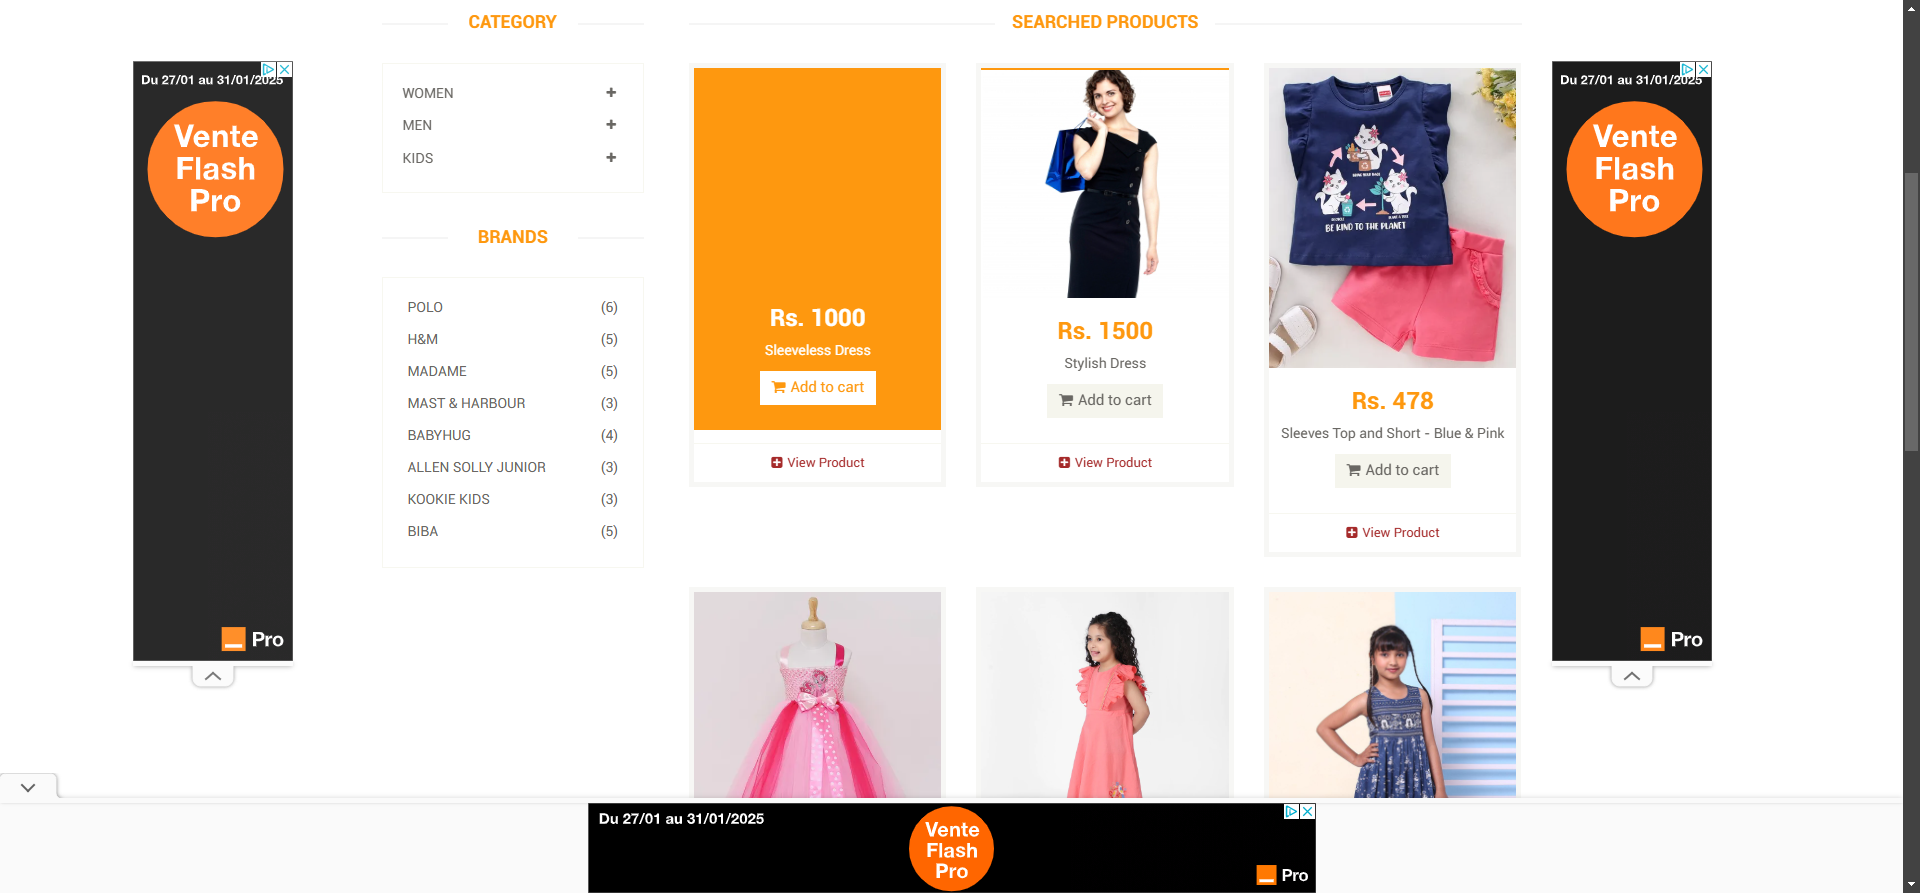 CATEGORY
SEARCHED PRODUCTS
Du 27/01 au 31/01/2025
Vente
Flash
Pro
Pro
WOMEN
MEN
KIDS
BRANDS
POLO (6)
H&M (5)
MADAME (5)
MAST & HARBOUR (3)
BABYHUG (4)
ALLEN SOLLY JUNIOR (3)
KOOKIE KIDS (3)
BIBA (5)
Rs. 1000
Sleeveless Dress
Add to cart
View Product
Rs. 1500
Stylish Dress
Add to cart
View Product
BE KIND TO THE PLANET
Rs. 478
Sleeves Top and Short - Blue & Pink
Add to cart
View Product
Du 27/01 au 31/01/2025
Vente
Flash
Pro
Pro
Du 27/01 au 31/01/2025
Vente
Flash
Pro
Pro